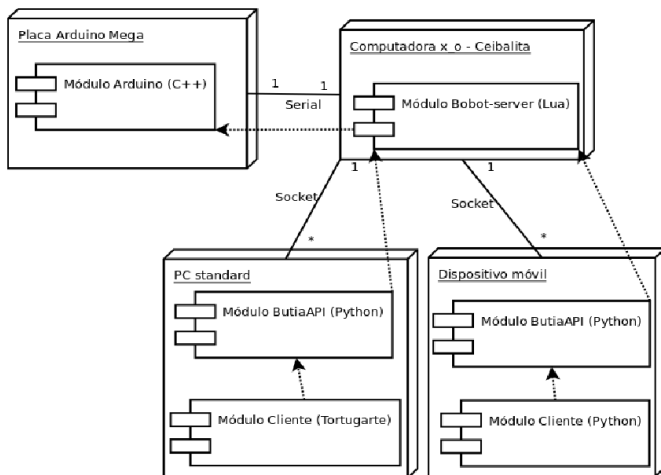 Placa Arduino Mega
Módulo Arduino (C++)
1
1
Serial
Computadora x_o - Ceibalita
Módulo Bobot-server (Lua)
1
1
Socket
Socket
*
*
PC standard
Módulo ButiaAPI (Python)
Módulo Cliente (Tortugarte)
Dispositivo móvil
Módulo ButiaAPI (Python)
Módulo Cliente (Python)